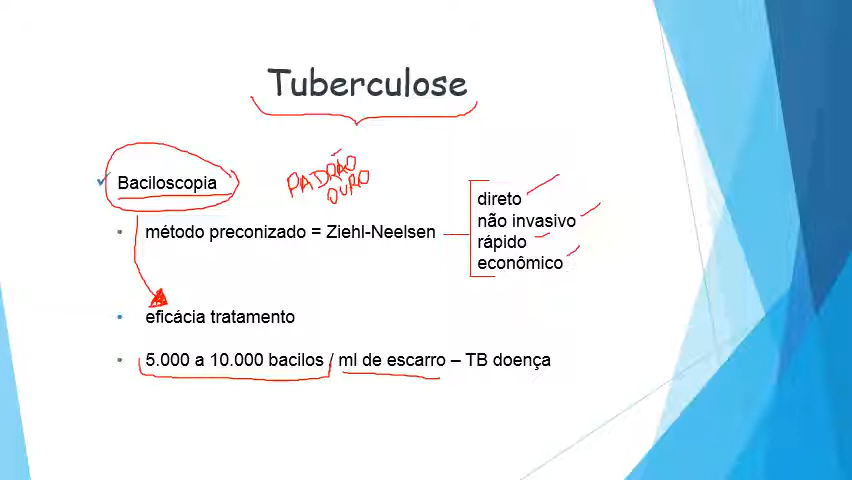 Tuberculose
Baciloscopia
PADRÃO
OURO
método preconizado = Ziehl-Neelsen
direto
não invasivo
rápido
econômico
eficácia tratamento
5.000 a 10.000 bacilos / ml de escarro – TB doença